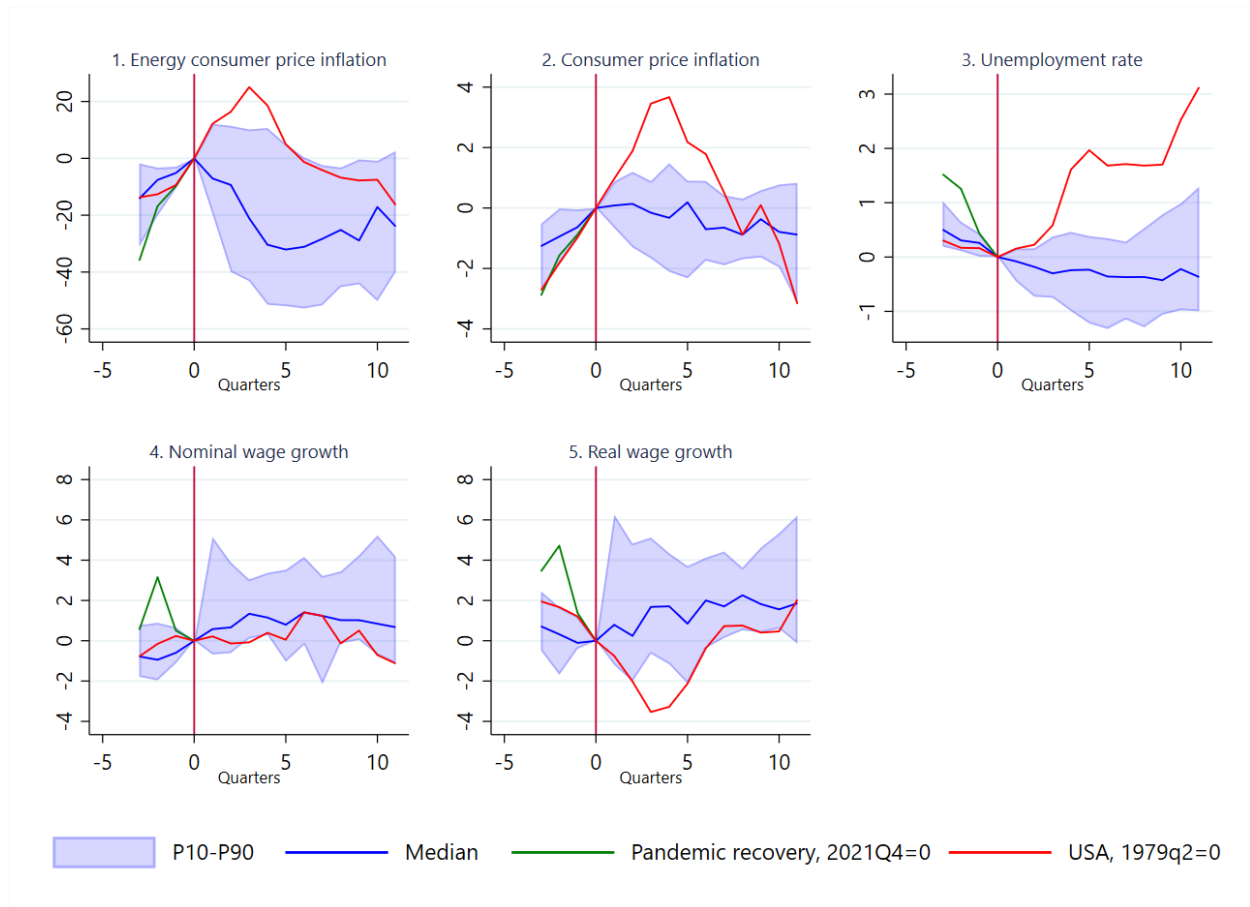 1. Energy consumer price inflation
20
0
-20
-40
-60
-5 0 5 10
Quarters
2. Consumer price inflation
4
2
0
-2
-4
-5 0 5 10
Quarters
3. Unemployment rate
3
2
1
0
-1
-5 0 5 10
Quarters
4. Nominal wage growth
8
6
4
2
0
-2
-4
-5 0 5 10
Quarters
5. Real wage growth
8
6
4
2
0
-2
-4
-5 0 5 10
Quarters
P10-P90 Median Pandemic recovery, 2021Q4=0 USA, 1979q2=0